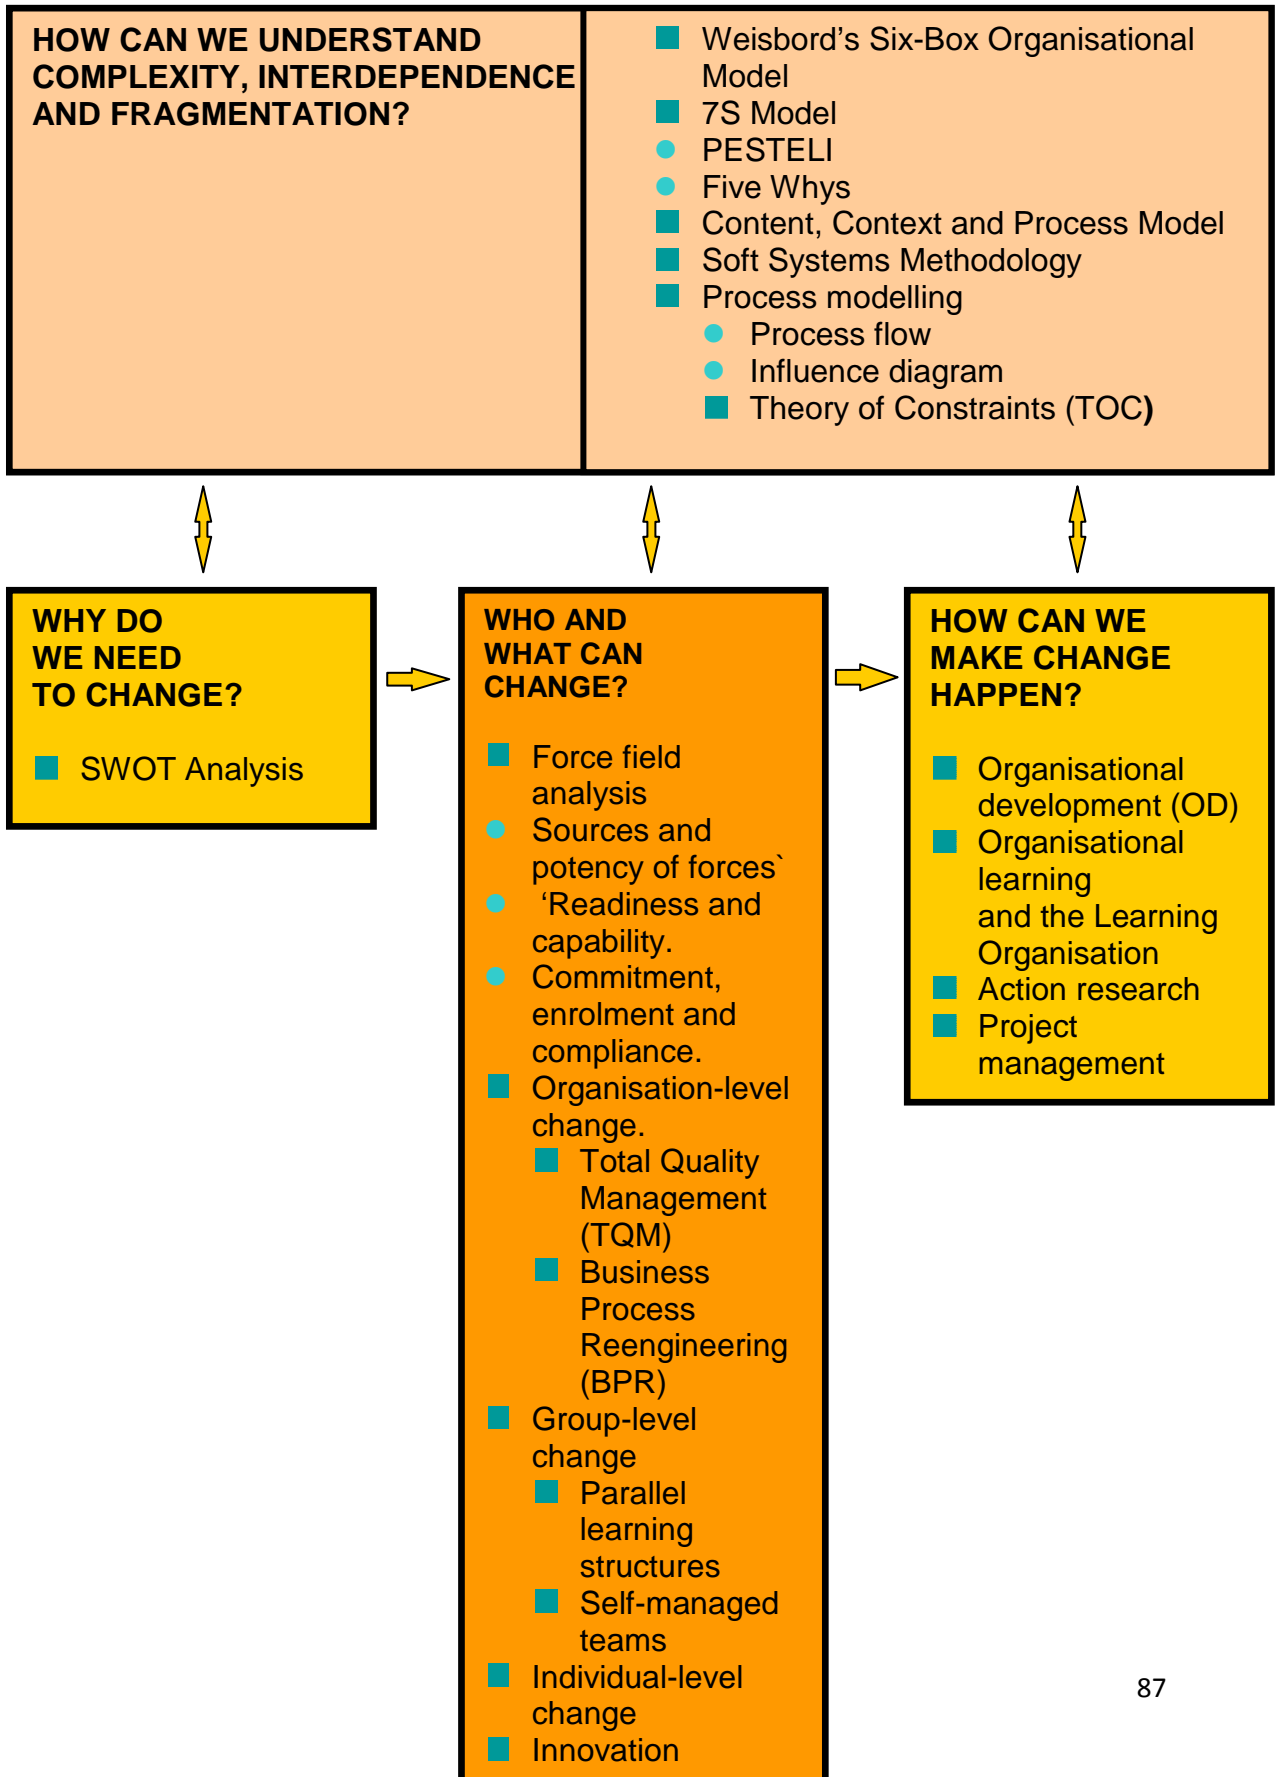 HOW CAN WE UNDERSTAND
COMPLEXITY, INTERDEPENDENCE
AND FRAGMENTATION?
Weisbord’s Six-Box Organisational
Model
7S Model
PESTELI
Five Whys
Content, Context and Process Model
Soft Systems Methodology
Process modelling
Process flow
Influence diagram
Theory of Constraints (TOC)
WHY DO
WE NEED
TO CHANGE?
SWOT Analysis
WHO AND
WHAT CAN
CHANGE?
Force field
analysis
Sources and
potency of forces`
‘Readiness and
capability.
Commitment,
enrolment and
compliance.
Organisation-level
change.
Total Quality
Management
(TQM)
Business
Process
Reengineering
(BPR)
Group-level
change
Parallel
learning
structures
Self-managed
teams
Individual-level
change
Innovation
HOW CAN WE
MAKE CHANGE
HAPPEN?
Organisational
development (OD)
Organisational
learning
and the Learning
Organisation
Action research
Project
management
87